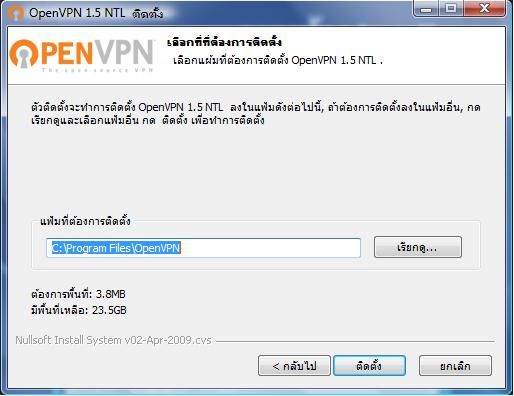 OpenVPN 1.5 NTL ติดตั้ง
OPENVPN
The open source VPN
เลือกที่ที่ต้องการติดตั้ง
เลือกแผ้มที่ต้องการติดตั้ง OpenVPN 1.5 NTL .
ตัวติดตั้งจะทำการติดตั้ง OpenVPN 1.5 NTL ลงในแฟ้มดังต่อไปนี้, ถ้าต้องการติดตั้งลงในแฟ้มอื่น, กด
เรียกดูและเลือกแฟ้มอื่น กด ติดตั้ง เพื่อทำการติดตั้ง
แฟ้มที่ต้องการติดตั้ง
C:\Program Files\OpenVPN
เรียกดู...
ต้องการพื้นที่: 3.8MB
มีพื้นที่เหลือ: 23.5GB
Nullsoft Install System v02-Apr-2009.cvs
< กลับไป
ติดตั้ง
ยกเลิก